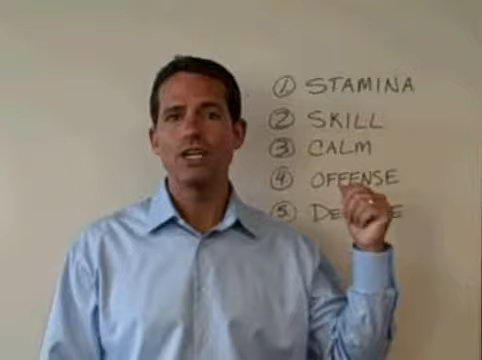 ① STAMINA
② SKILL
③ CALM
④ OFFENSE
⑤